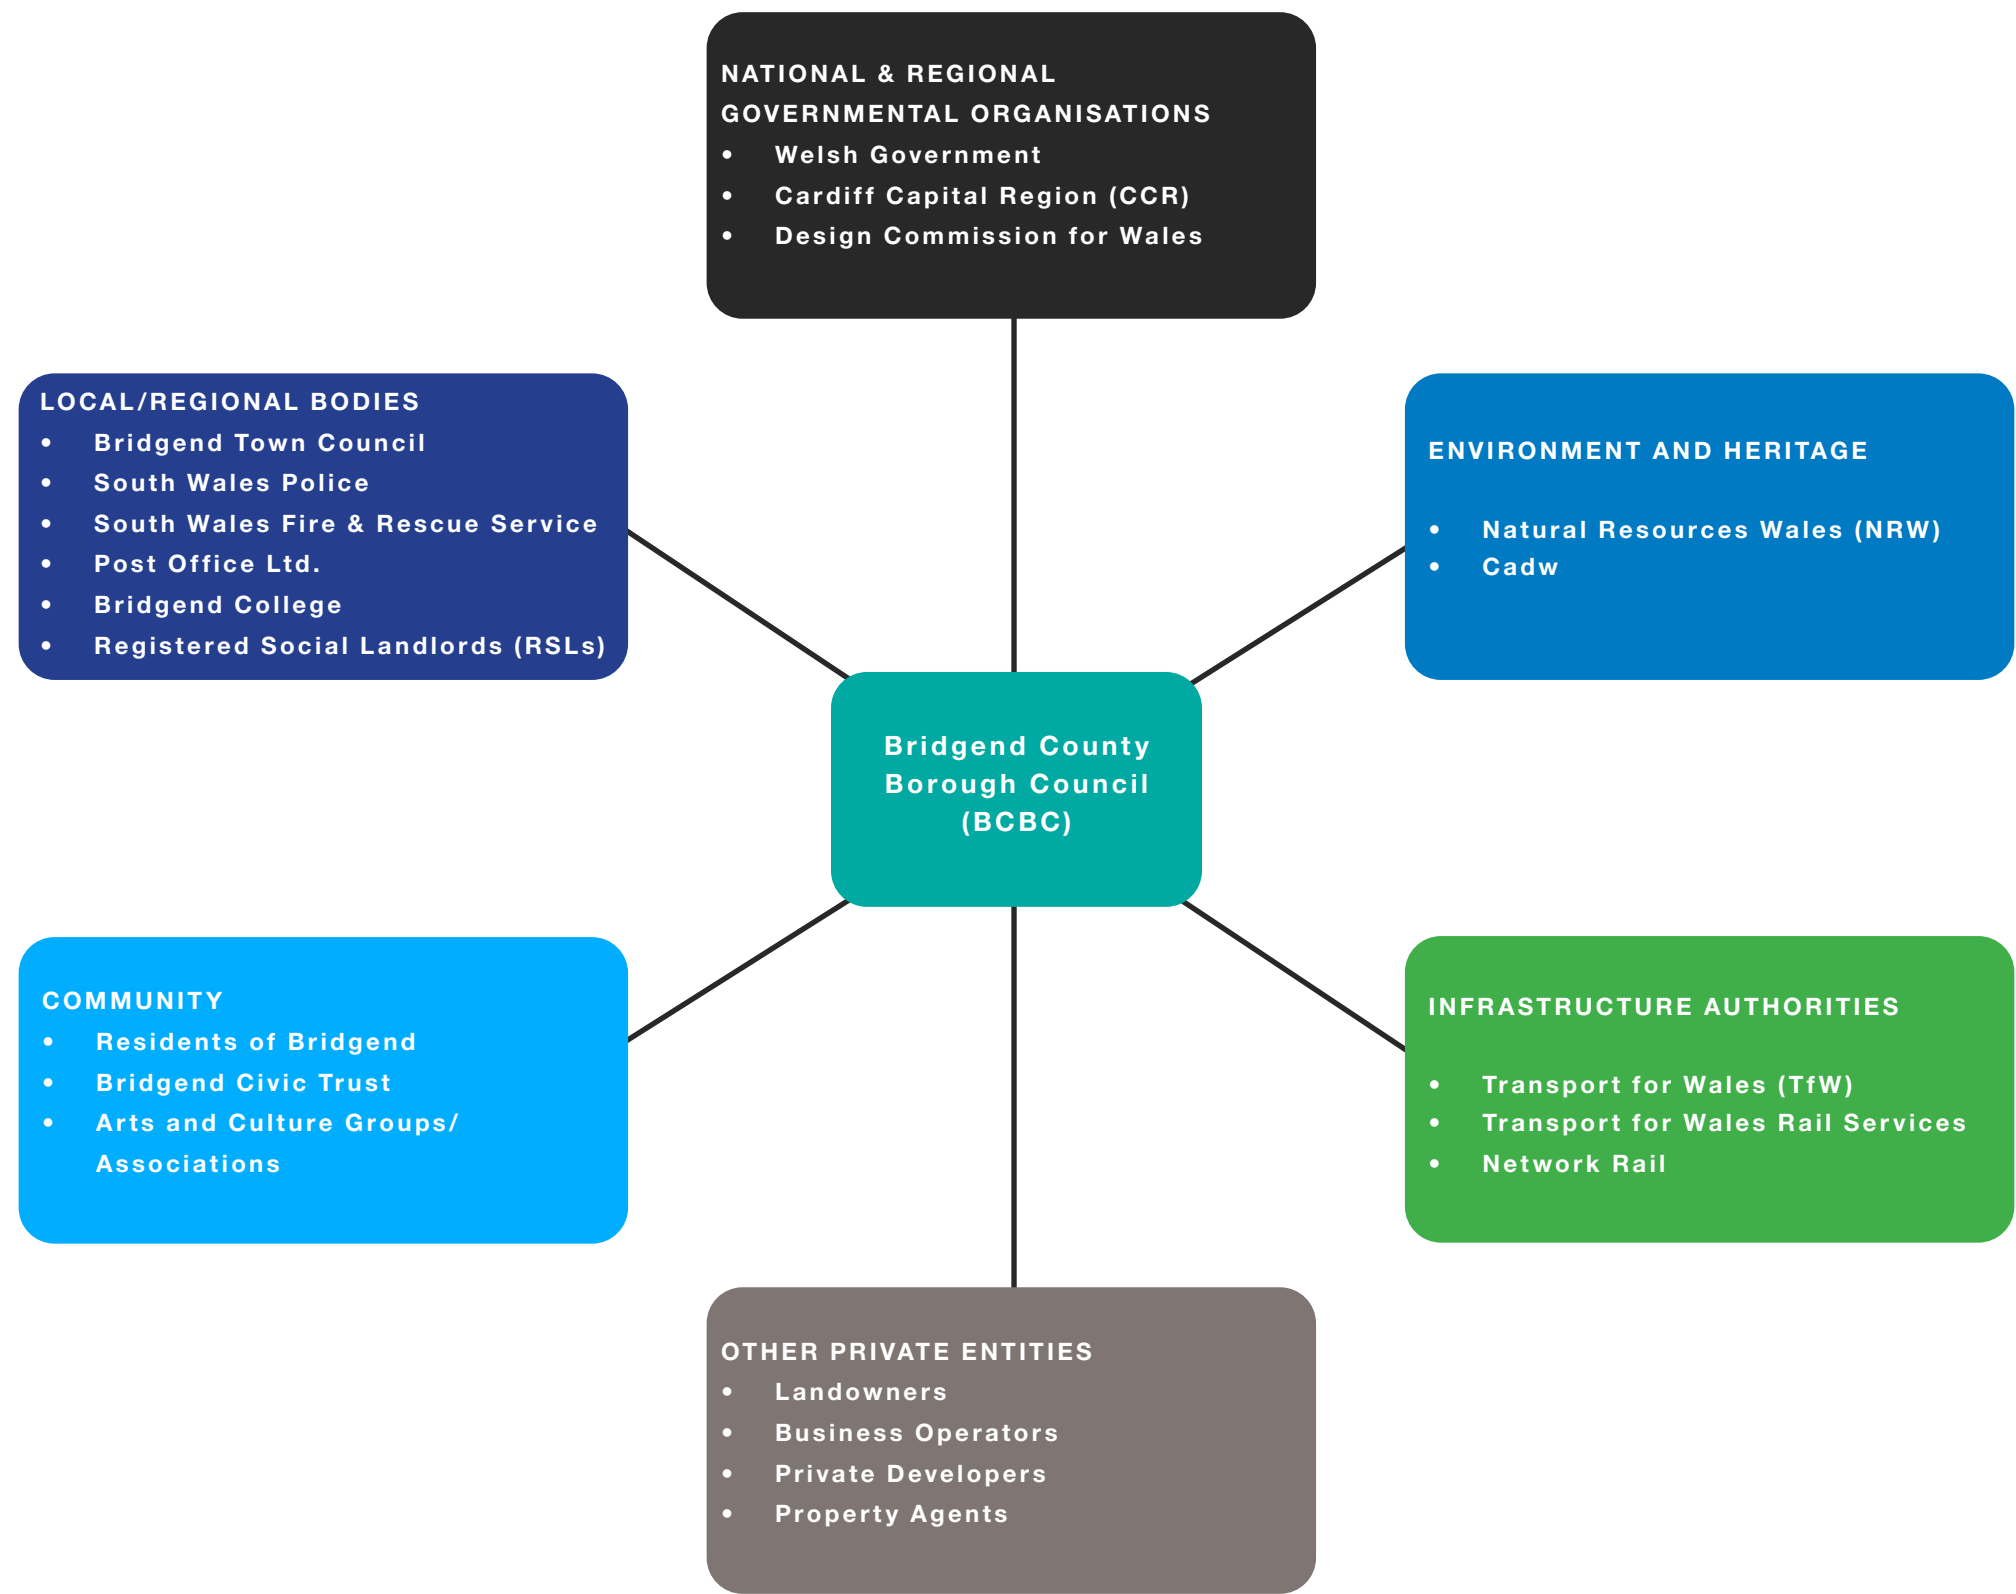 NATIONAL & REGIONAL
GOVERNMENTAL ORGANISATIONS
• Welsh Government
• Cardiff Capital Region (CCR)
• Design Commission for Wales
LOCAL/REGIONAL BODIES
• Bridgend Town Council
• South Wales Police
• South Wales Fire & Rescue Service
• Post Office Ltd.
• Bridgend College
• Registered Social Landlords (RSLs)
ENVIRONMENT AND HERITAGE
• Natural Resources Wales (NRW)
• Cadw
Bridgend County
Borough Council
(BCBC)
COMMUNITY
• Residents of Bridgend
• Bridgend Civic Trust
• Arts and Culture Groups/
Associations
INFRASTRUCTURE AUTHORITIES
• Transport for Wales (TfW)
• Transport for Wales Rail Services
• Network Rail
OTHER PRIVATE ENTITIES
• Landowners
• Business Operators
• Private Developers
• Property Agents